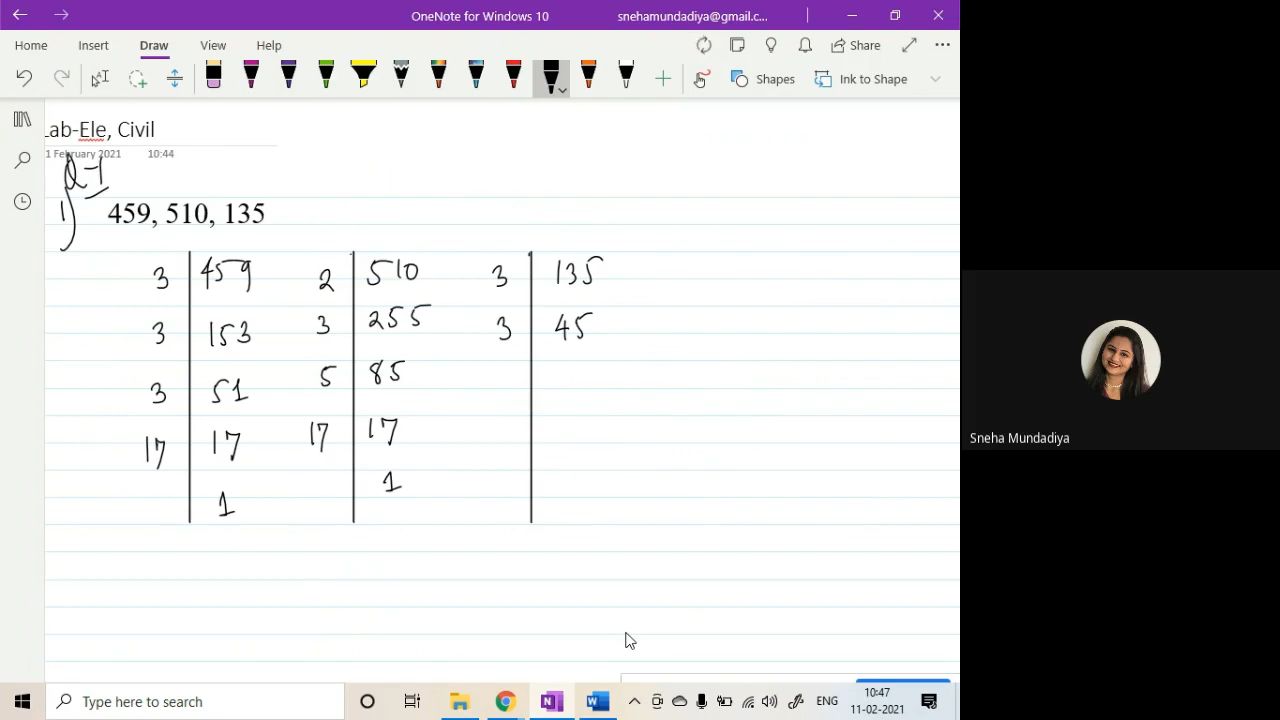 OneNote for Windows 10
snehamundadiya@gmail.c...
Home Insert Draw View Help
Share
Shapes
Ink to Shape
Lab-Ele, Civil
1 February 2021 10:44
Q-1
1) 459, 510, 135
3 459 2 510 3 135
3 153 3 255 3 45
3 51 5 85
17 17 17 17
1 1
Sneha Mundadiya
Type here to search
ENG
10:47
11-02-2021